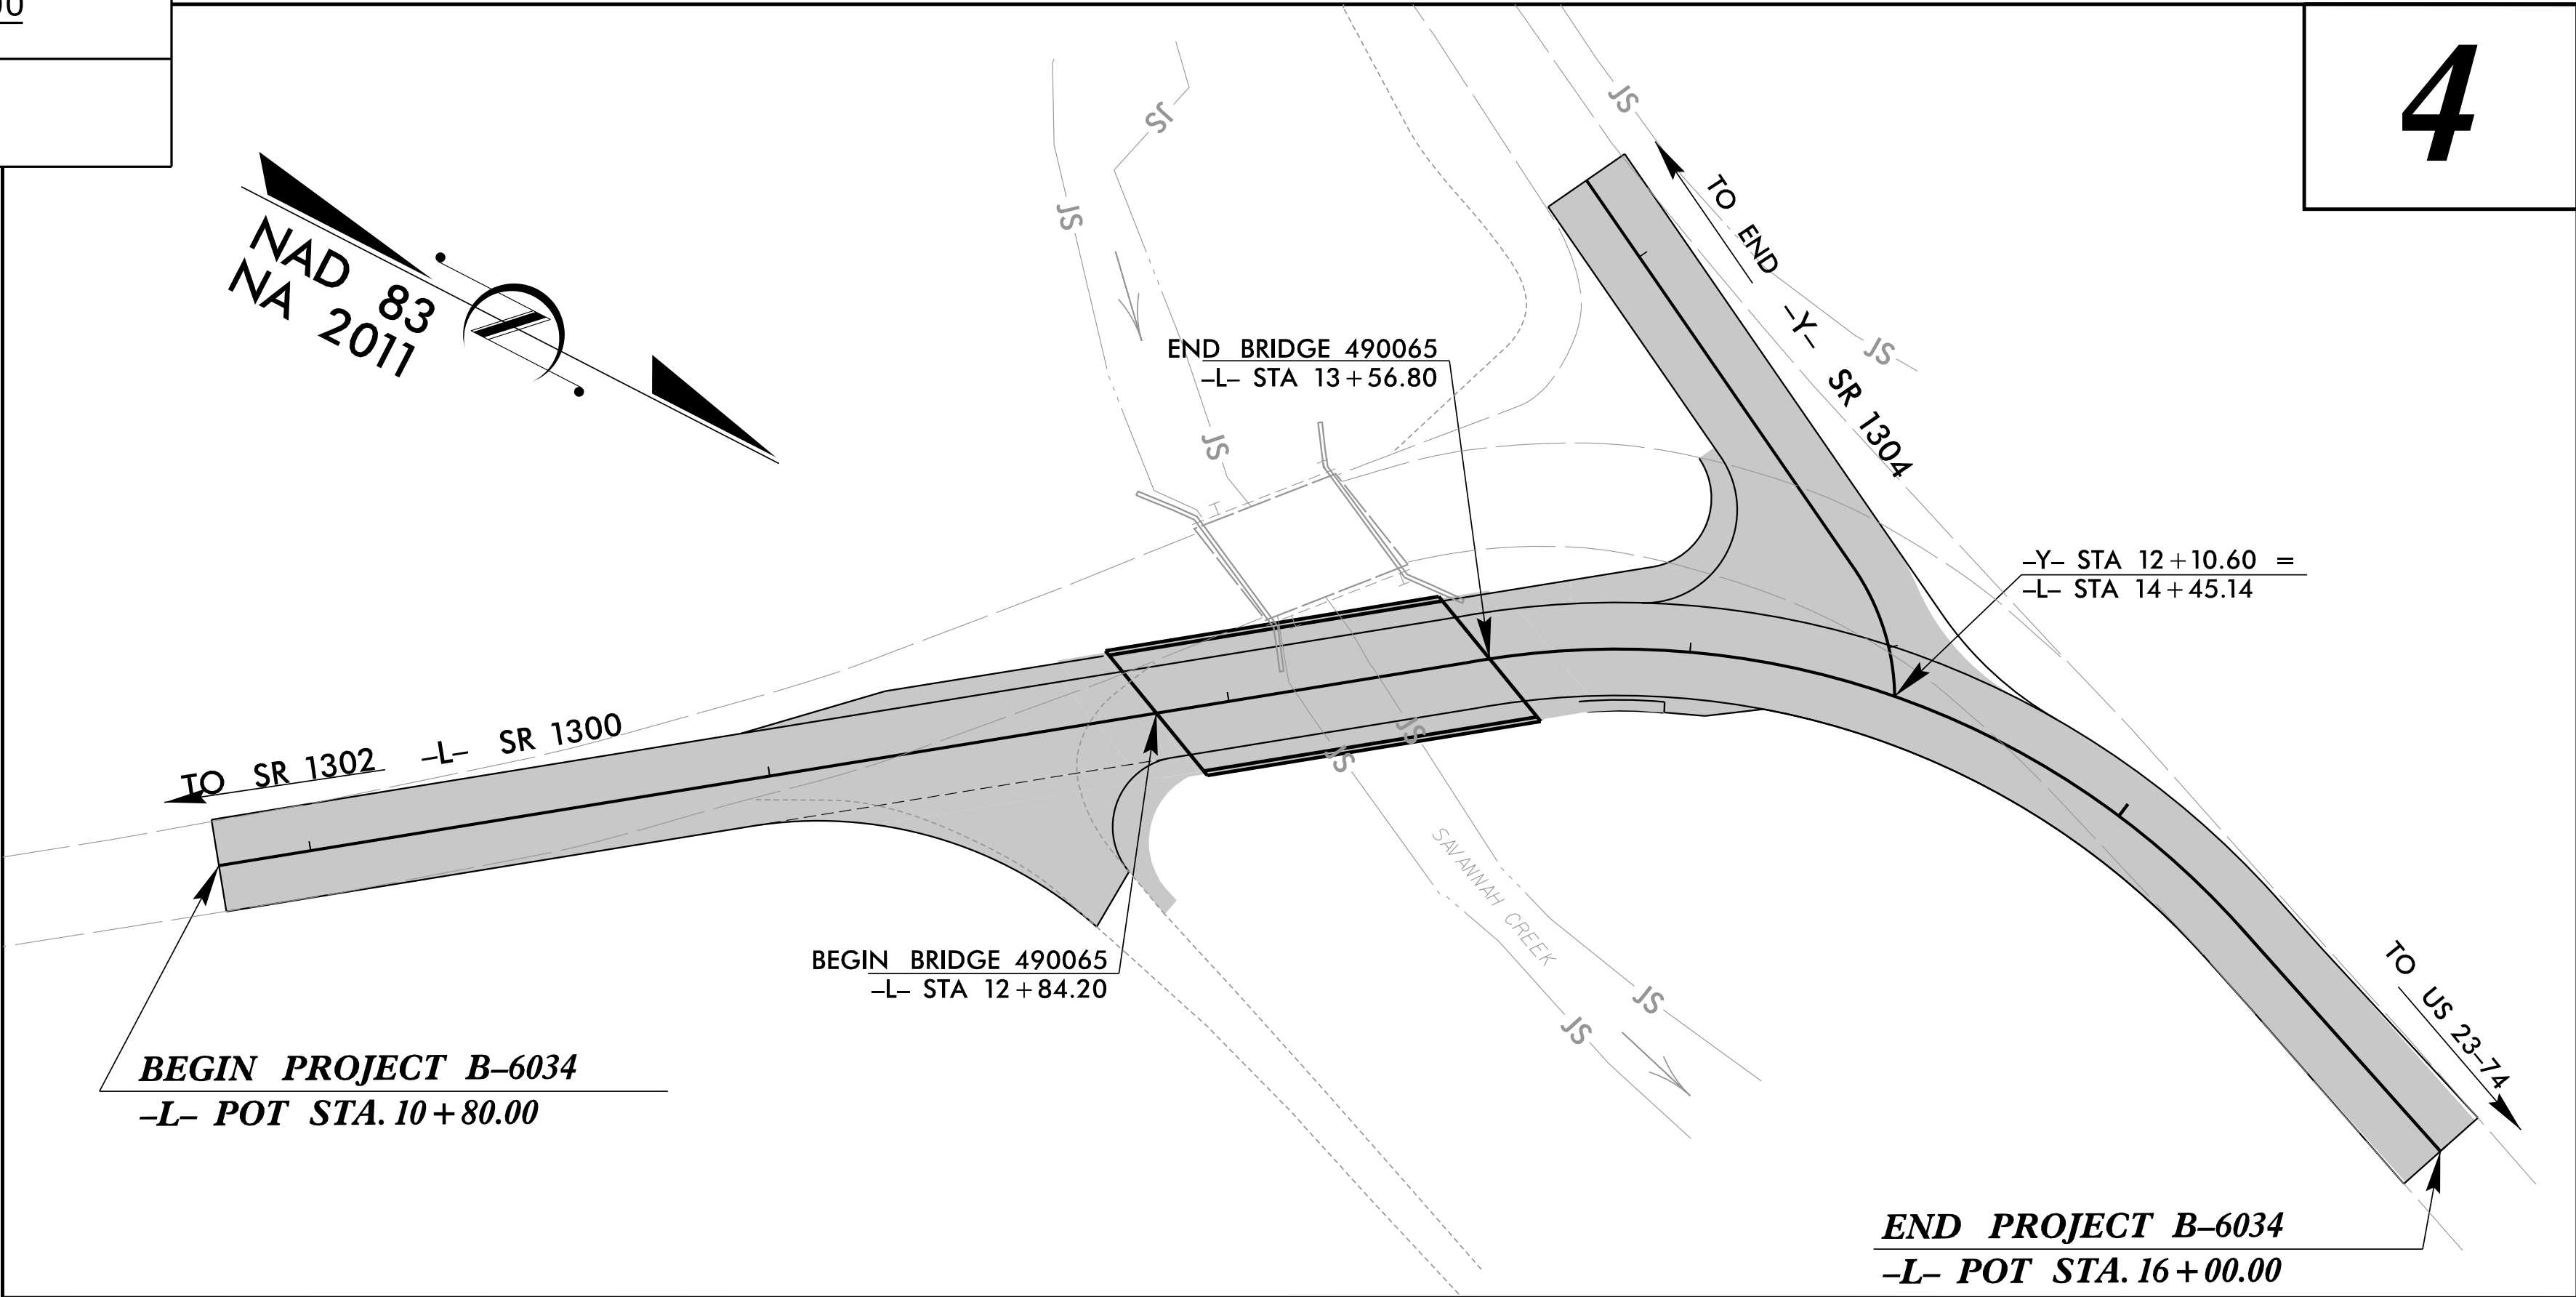 4
JS
JS
JS
NAD 83
NA 2011
TO END
–Y– SR 1304
JS
END BRIDGE 490065
–L– STA 13+56.80
JS
–Y– STA 12+10.60 =
–L– STA 14+45.14
TO SR 1302
–L– SR 1300
JS
JS
SAVANNAH CREEK
BEGIN BRIDGE 490065
–L– STA 12+84.20
JS
JS
TO US 23–74
BEGIN PROJECT B–6034
–L– POT STA. 10+80.00
END PROJECT B–6034
–L– POT STA. 16+00.00